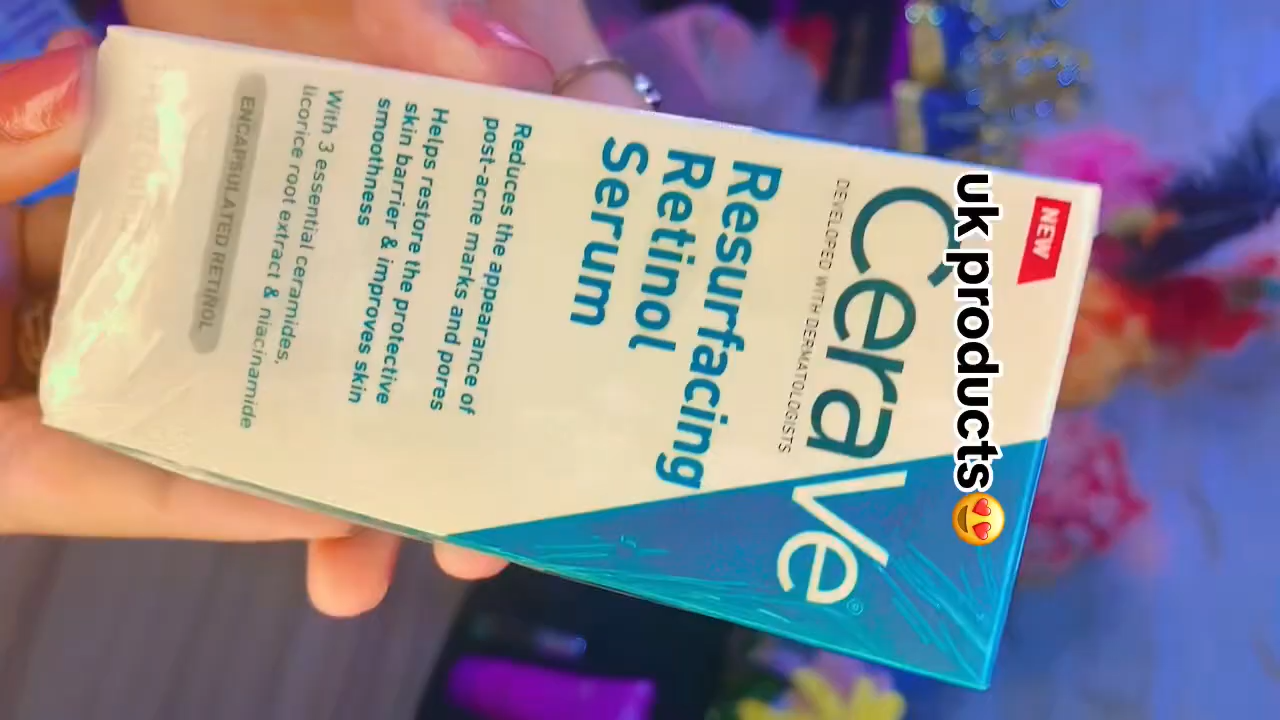 NEW
uk products😍
CeraVe®
DEVELOPED WITH DERMATOLOGISTS
Resurfacing
Retinol
Serum
Reduces the appearance of
post-acne marks and pores
Helps restore the protective
skin barrier & improves skin
smoothness
With 3 essential ceramides,
licorice root extract & niacinamide
ENCAPSULATED RETINOL